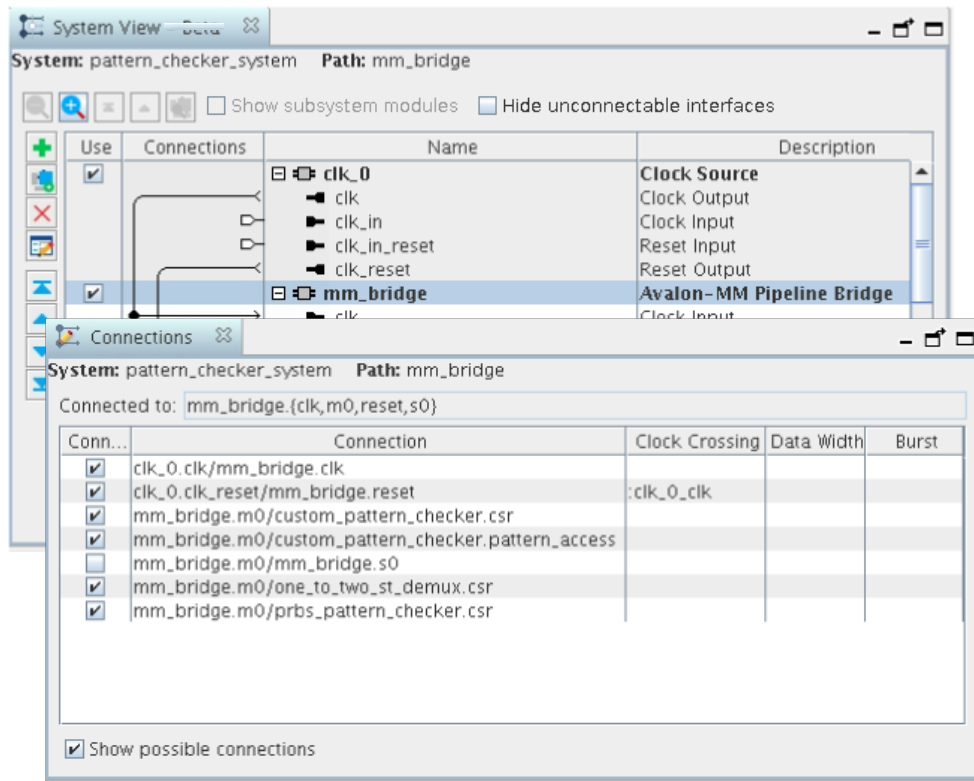 System View - Beta
System: pattern_checker_system Path: mm_bridge
Show subsystem modules Hide unconnectable interfaces
Use Connections Name Description
clk_0 Clock Source
clk Clock Output
clk_in Clock Input
clk_in_reset Reset Input
clk_reset Reset Output
mm_bridge Avalon-MM Pipeline Bridge
clk Clock Input
Connections
System: pattern_checker_system Path: mm_bridge
Connected to: mm_bridge.{clk,m0,reset,s0}
Conn... Connection Clock Crossing Data Width Burst
clk_0.clk/mm_bridge.clk
clk_0.clk_reset/mm_bridge.reset :clk_0_clk
mm_bridge.m0/custom_pattern_checker.csr
mm_bridge.m0/custom_pattern_checker.pattern_access
mm_bridge.m0/mm_bridge.s0
mm_bridge.m0/one_to_two_st_demux.csr
mm_bridge.m0/prbs_pattern_checker.csr
Show possible connections